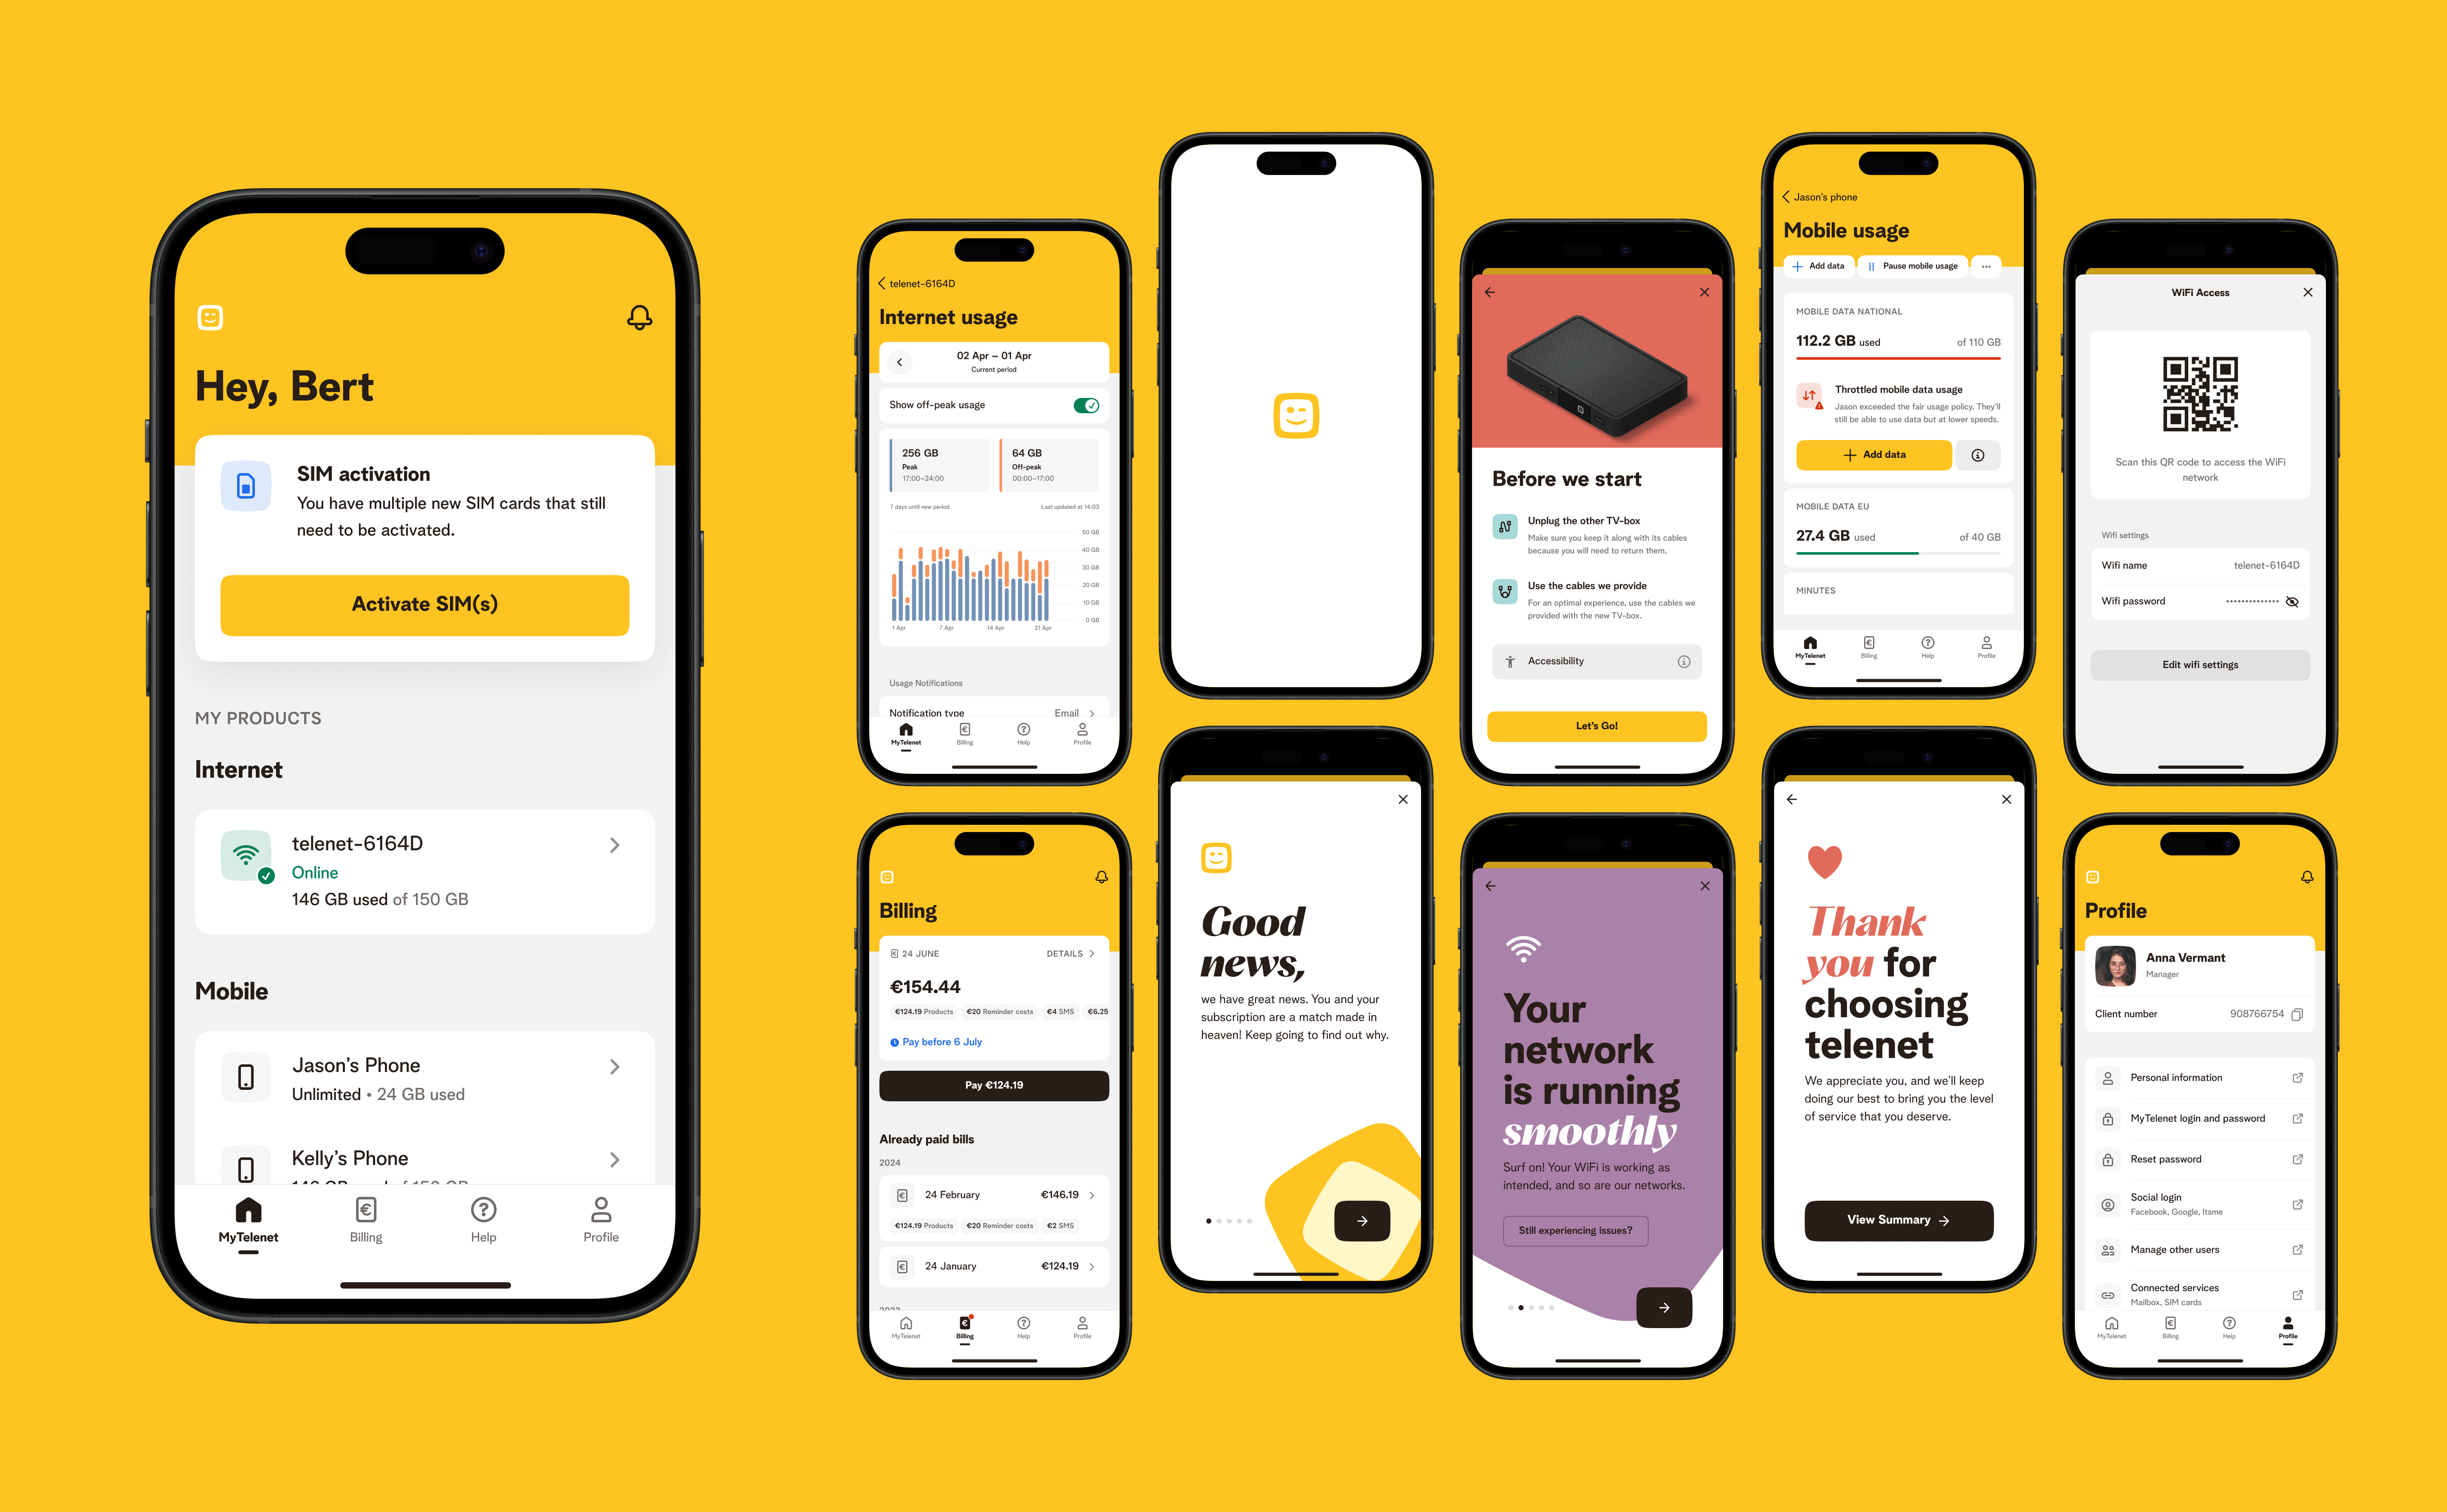 Hey, Bert
SIM activation
You have multiple new SIM cards that still
need to be activated.
Activate SIM(s)
MY PRODUCTS
Internet
telenet-6164D
Online
146 GB used of 150 GB
Mobile
Jason's Phone
Unlimited • 24 GB used
Kelly's Phone
MyTelenet
Billing
Help
Profile
telenet-6164D
Internet usage
02 Apr – 01 Apr
Current period
Show off-peak usage
256 GB
Peak
17:00–24:00
64 GB
Off-peak
00:00–17:00
7 days until new period
Last updated at 14:03
50 GB
40 GB
30 GB
20 GB
10 GB
0 GB
1 Apr
7 Apr
14 Apr
21 Apr
Usage Notifications
Notification type
Email
MyTelenet
Billing
Help
Profile
Before we start
Unplug the other TV-box
Make sure you keep it along with its cables
because you will need to return them.
Use the cables we provide
For an optimal experience, use the cables we
provided with the new TV-box.
Accessibility
Let's Go!
Jason's phone
Mobile usage
Add data
Pause mobile usage
MOBILE DATA NATIONAL
112.2 GB used
of 110 GB
Throttled mobile data usage
Jason exceeded the fair usage policy. They'll
still be able to use data but at lower speeds.
Add data
MOBILE DATA EU
27.4 GB used
of 40 GB
MINUTES
MyTelenet
Billing
Help
Profile
WiFi Access
Scan this QR code to access the WiFi
network
Wifi settings
Wifi name
telenet-6164D
Wifi password
Edit wifi settings
Billing
24 JUNE
DETAILS
€154.44
€124.19 Products
€20 Reminder costs
€4 SMS
€6.25
Pay before 6 July
Pay €124.19
Already paid bills
2024
24 February
€146.19
€124.19 Products
€20 Reminder costs
€2 SMS
24 January
€124.19
MyTelenet
Billing
Help
Profile
Good
news,
we have great news. You and your
subscription are a match made in
heaven! Keep going to find out why.
Your
network
is running
smoothly
Surf on! Your WiFi is working as
intended, and so are our networks.
Still experiencing issues?
Thank
you for
choosing
telenet
We appreciate you, and we'll keep
doing our best to bring you the level
of service that you deserve.
View Summary
Profile
Anna Vermant
Manager
Client number
908766754
Personal information
MyTelenet login and password
Reset password
Social login
Facebook, Google, Itsme
Manage other users
Connected services
Mailbox, SIM cards
MyTelenet
Billing
Help
Profile